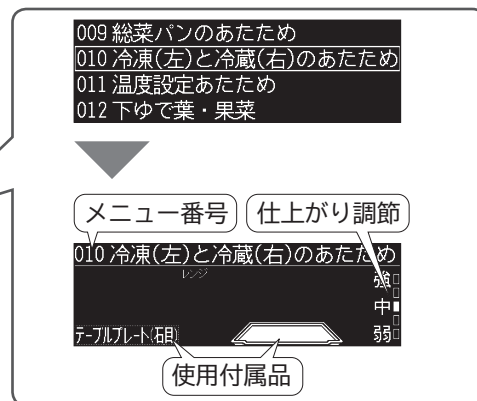 009 総菜パンのあたため
010 冷凍(左)と冷蔵(右)のあたため
011 温度設定あたため
012 下ゆで葉・果菜
メニュー番号
仕上がり調節
010 冷凍(左)と冷蔵(右)のあたため
レンジ
強
中
テーブルプレート(石目)
弱
使用付属品